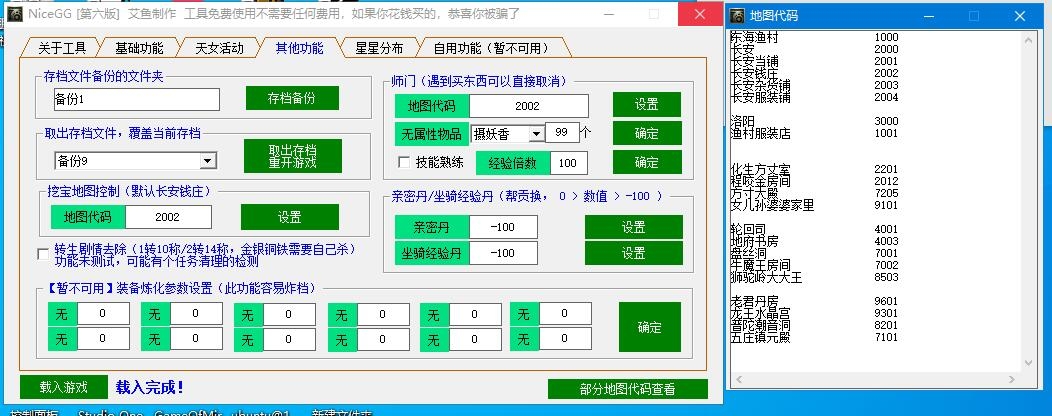 NiceGG [第六版]  艾鱼制作  工具免费使用不需要任何费用，如果你花钱买的，恭喜你被骗了
关于工具 基础功能 天女活动 其他功能 星星分布 自用功能（暂不可用）
存档文件备份的文件夹
备份1 存档备份
取出存档文件，覆盖当前存档
备份9 取出存档
重开游戏
挖宝地图控制（默认长安钱庄）
地图代码 2002 设置
转生剧情去除（1转10称/2转14称，金银铜铁需要自己杀）
功能未测试，可能有个任务清理的检测
师门（遇到买东西可以直接取消）
地图代码 2002 设置
无属性物品 摄妖香 99 个 确定
技能熟练 经验倍数 100 确定
亲密丹/坐骑经验丹（帮贡换， 0 > 数值 > -100 ）
亲密丹 -100 设置
坐骑经验丹 -100 设置
【暂不可用】装备炼化参数设置（此功能容易炸档）
无 0 无 0 无 0 无 0 无 0 无 0
无 0 无 0 无 0 无 0 无 0 无 0
确定
载入游戏 载入完成！ 部分地图代码查看
控制面板 Studio One GameOfMir ubuntu@1... 新建文件夹
地图代码
东海渔村 1000
长安 2000
长安当铺 2001
长安钱庄 2002
长安杂货铺 2003
长安服装铺 2004
洛阳 3000
渔村服装店 1001
化生方丈室 2201
程咬金房间 2012
方寸大殿 7205
女儿孙婆婆家里 9101
轮回司 4001
地府书房 4003
盘丝洞 7001
牛魔王房间 7002
狮驼岭大大王 8503
老君丹房 9601
龙王水晶宫 9301
普陀潮音洞 8201
五庄镇元殿 7101